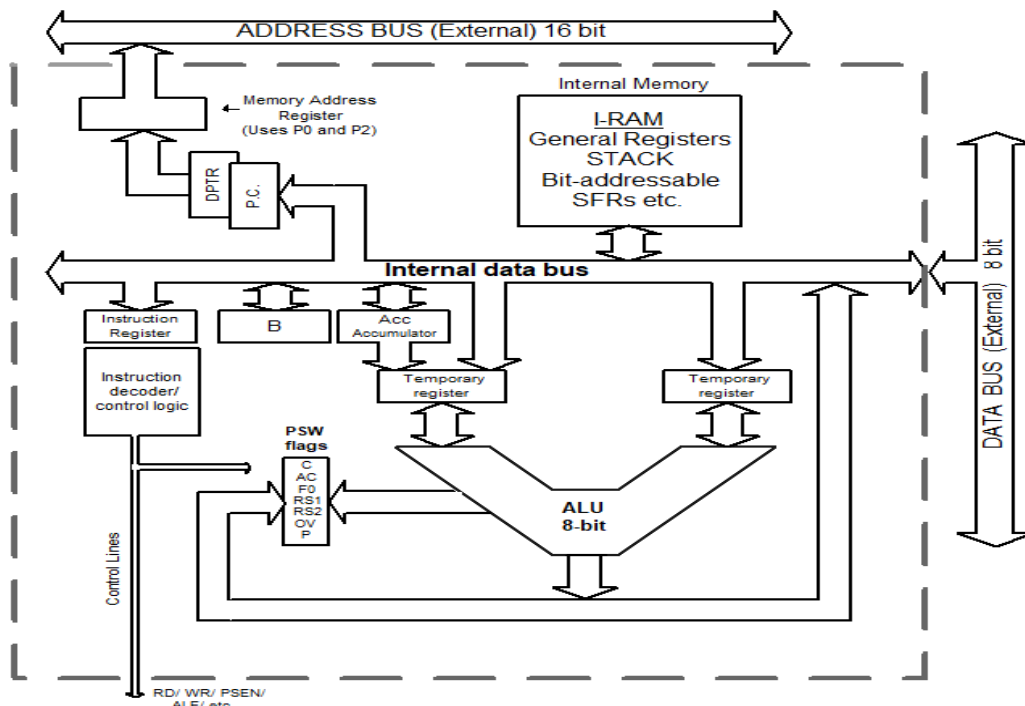 ADDRESS BUS (External) 16 bit
Memory Address
Register
(Uses P0 and P2)
Internal Memory
I-RAM
General Registers
STACK
Bit-addressable
SFRs etc.
DPTR
P.C.
Internal data bus
DATA BUS (External) 8 bit
Instruction
Register
B
Acc
Accumulator
Instruction
decoder/
control logic
Temporary
register
Temporary
register
PSW
flags
C
AC
F0
RS1
RS2
OV
P
ALU
8-bit
Control Lines
RD/ WR/ PSEN/
ALE/ etc